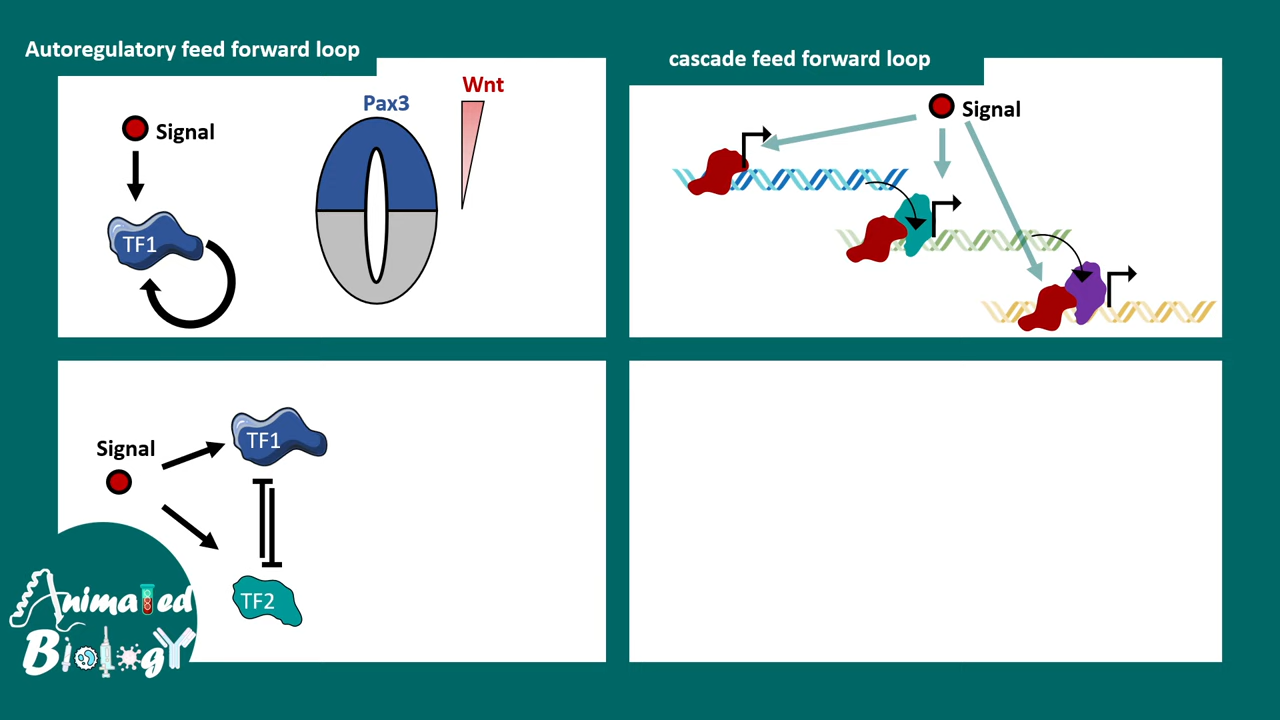 Autoregulatory feed forward loop
Signal
TF1
Pax3
Wnt
cascade feed forward loop
Signal
Signal
TF1
TF2
Animated
Biology